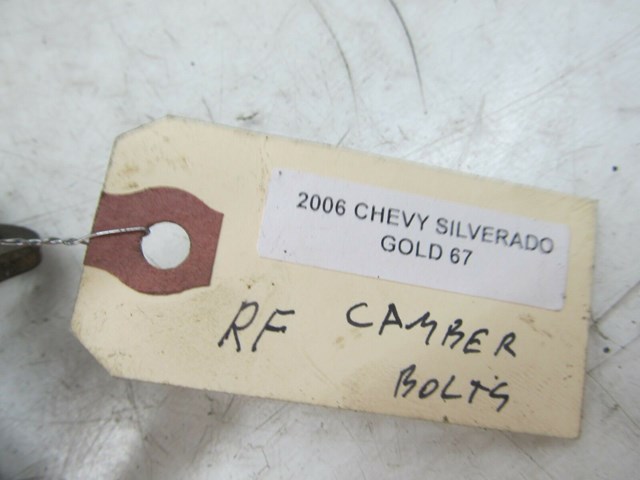 2006 CHEVY SILVERADO
GOLD 67
RF CAMBER
BOLTS